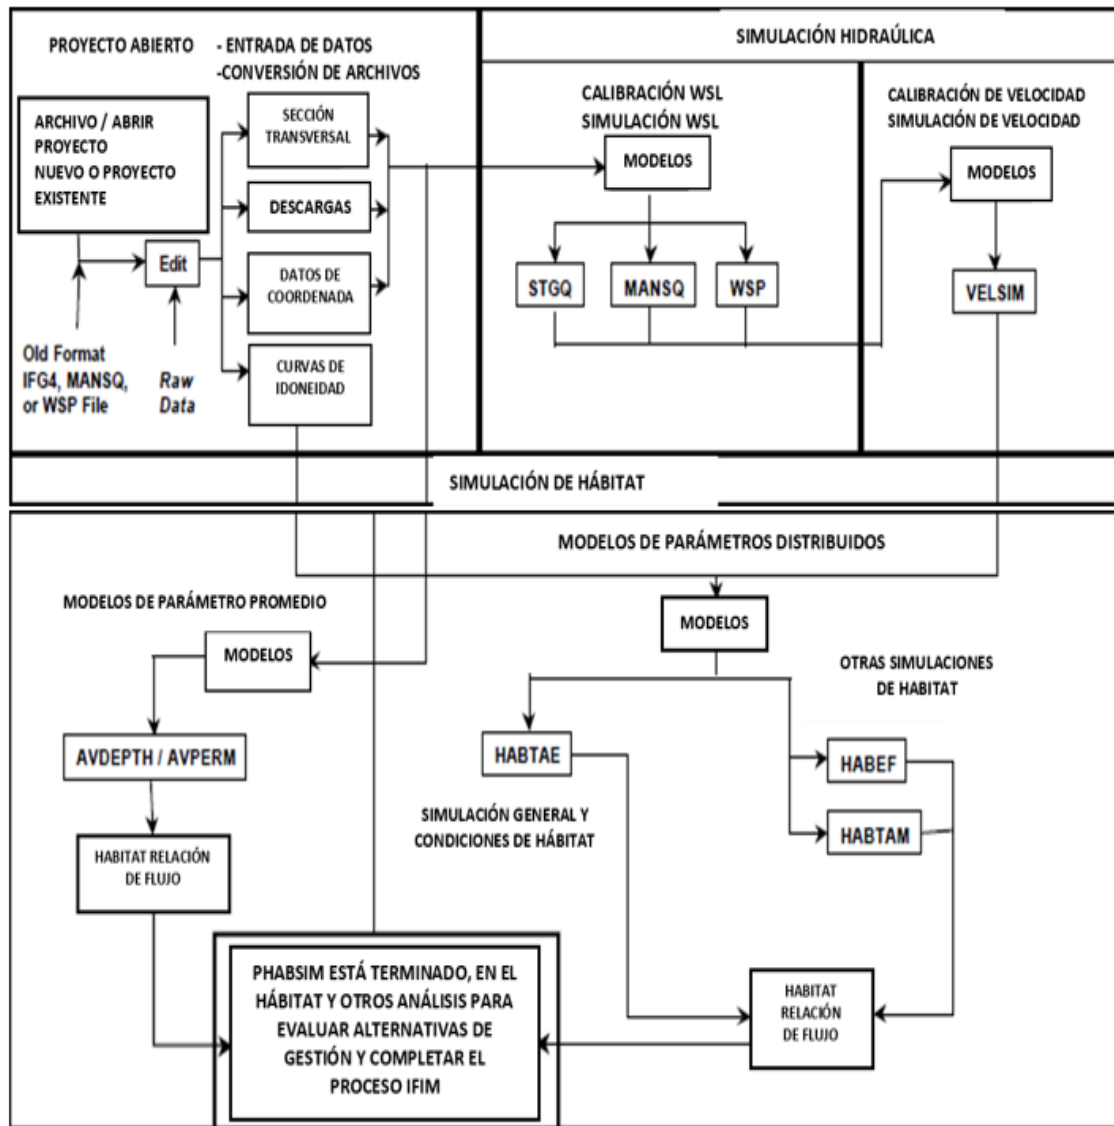 PROYECTO ABIERTO
- ENTRADA DE DATOS
-CONVERSIÓN DE ARCHIVOS
ARCHIVO / ABRIR
PROYECTO
NUEVO O PROYECTO
EXISTENTE
Edit
Old Format
IFG4, MANSQ,
or WSP File
Raw
Data
SECCIÓN
TRANSVERSAL
DESCARGAS
DATOS DE
COORDENADA
CURVAS DE
IDONEIDAD
SIMULACIÓN HIDRAÚLICA
CALIBRACIÓN WSL
SIMULACIÓN WSL
MODELOS
STGQ
MANSQ
WSP
CALIBRACIÓN DE VELOCIDAD
SIMULACIÓN DE VELOCIDAD
MODELOS
VELSIM
SIMULACIÓN DE HÁBITAT
MODELOS DE PARÁMETROS DISTRIBUIDOS
MODELOS DE PARÁMETRO PROMEDIO
MODELOS
AVDEPTH / AVPERM
HABITAT RELACIÓN
DE FLUJO
MODELOS
OTRAS SIMULACIONES
DE HABITAT
HABTAE
HABEF
HABTAM
SIMULACIÓN GENERAL Y
CONDICIONES DE HÁBITAT
HABITAT
RELACIÓN
DE FLUJO
PHABSIM ESTÁ TERMINADO, EN EL
HÁBITAT Y OTROS ANÁLISIS PARA
EVALUAR ALTERNATIVAS DE
GESTIÓN Y COMPLETAR EL
PROCESO IFIM